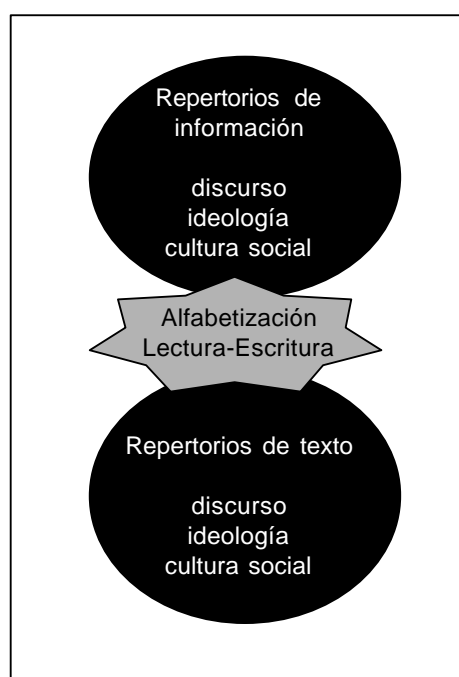 Repertorios de
información
discurso
ideología
cultura social
Alfabetización
Lectura-Escritura
Repertorios de texto
discurso
ideología
cultura social